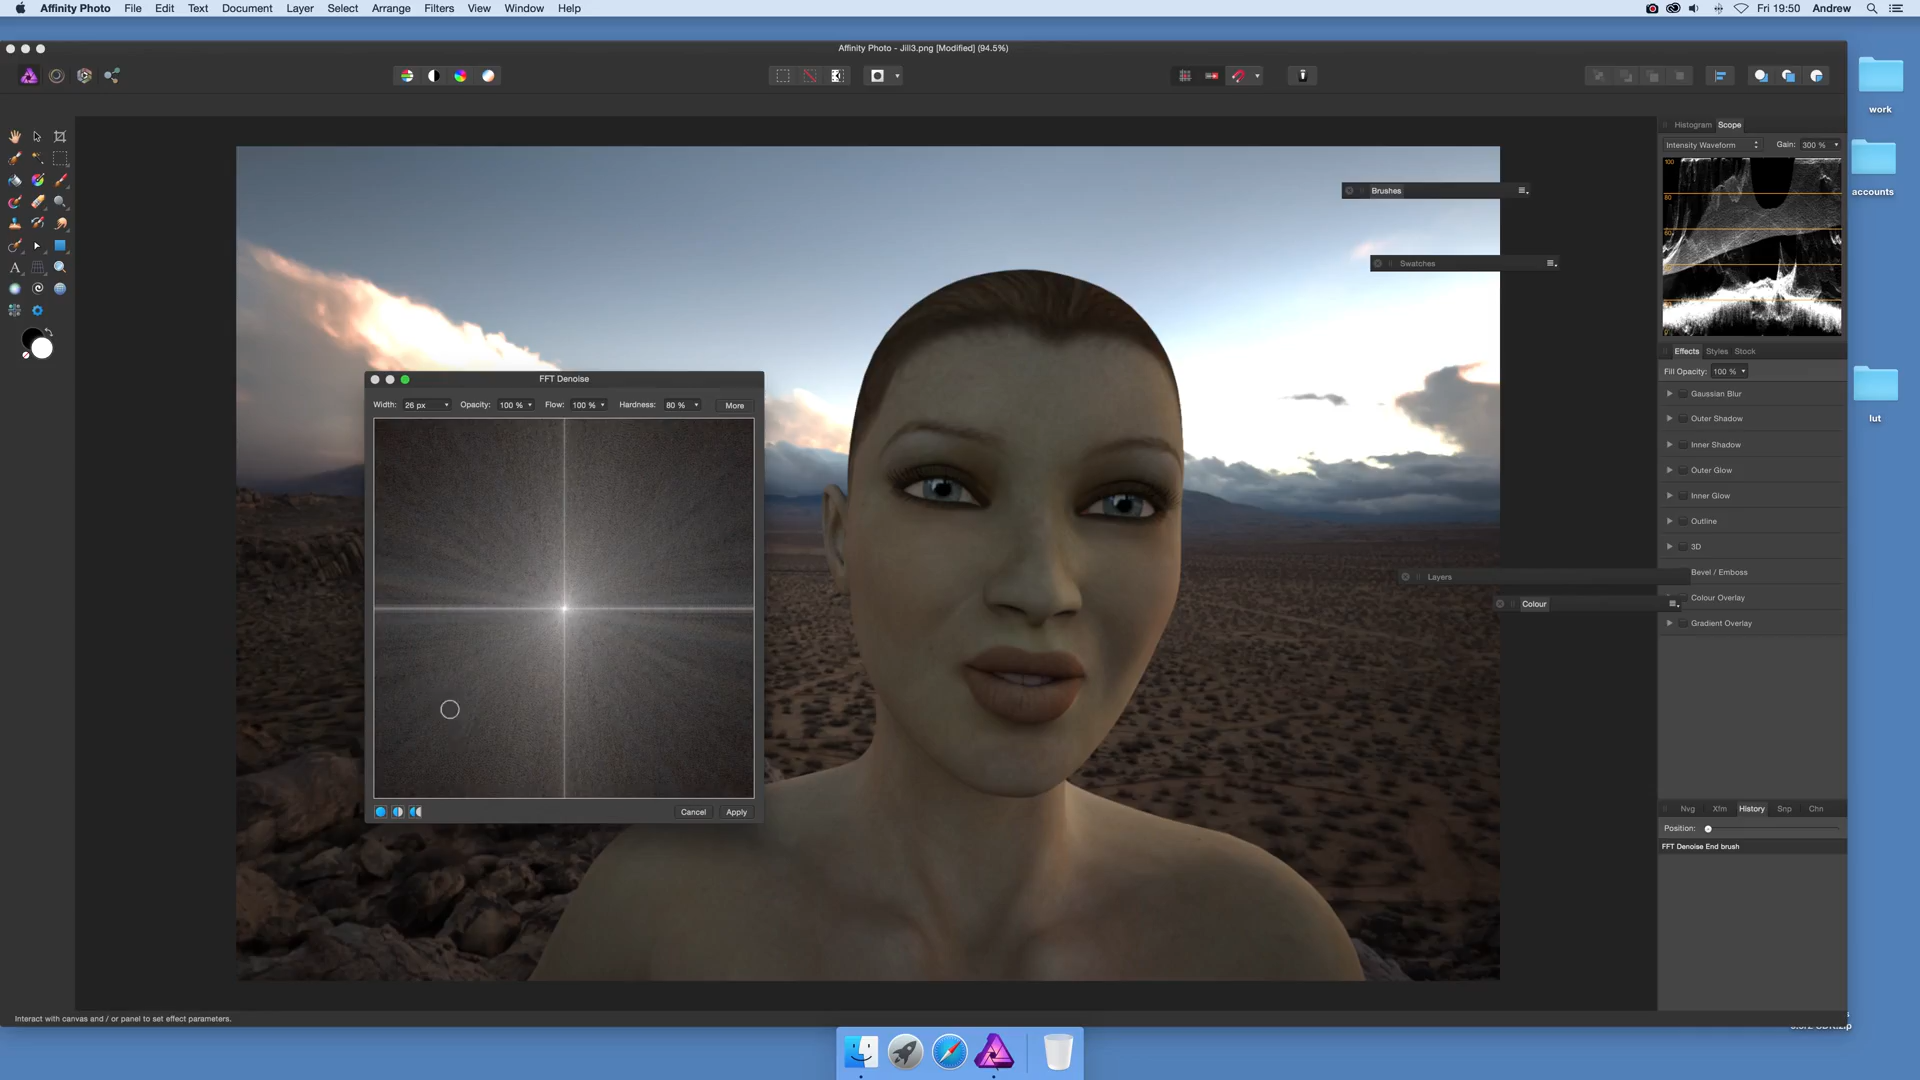 Affinity Photo File Edit Text Document Layer Select Arrange Filters View Window Help Fri 19:50 Andrew
Affinity Photo - Jill3.png [Modified] (94.5%)
work
Histogram Scope
Intensity Waveform Gain: 300 %
100
80
60
accounts
Brushes
Swatches
Effects Styles Stock
Fill Opacity: 100 %
FFT Denoise
Width: 26 px Opacity: 100 % Flow: 100 % Hardness: 80 % More
Gaussian Blur
Outer Shadow
lut
Inner Shadow
Outer Glow
Inner Glow
Outline
3D
Layers
Bevel / Emboss
Colour Overlay
Colour
Gradient Overlay
Cancel Apply
Nvg Xfm History Snp Chn
Position:
FFT Denoise End brush
Interact with canvas and / or panel to set effect parameters.